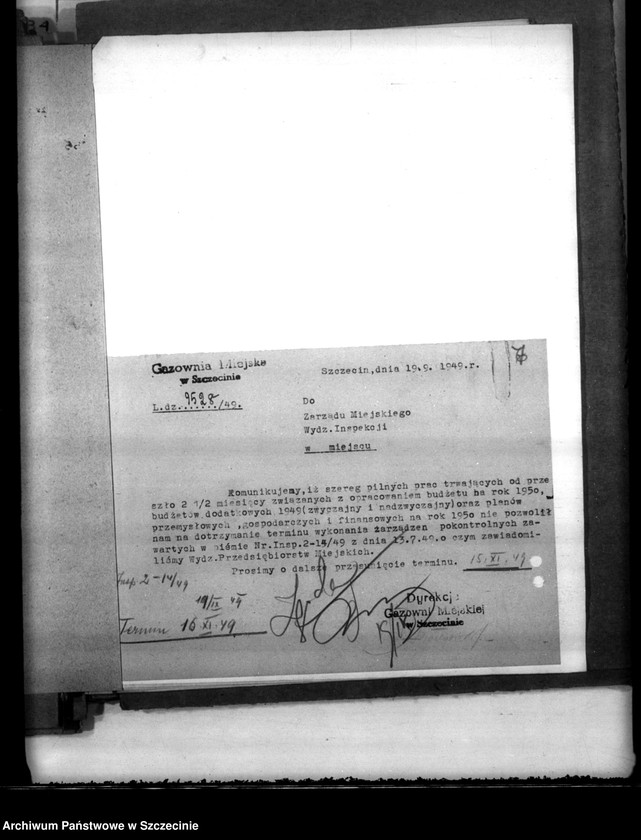 Gazownia Miejska
w Szczecinie
Szczecin,dnia 19.9. 1949.r.
L.dz. 9528 /49.
Do
Zarządu Miejskiego
Wydz.Inspekcji
w miejscu
Komunikujemy,iż szereg pilnych prac trwających od prze
szło 2 1/2 miesięcy związanych z opracowaniem budżetu na rok 1950,
budżetów dodatkowych 1949(zwyczajny i nadzwyczajny)oraz planów
przemysłowych ,gospodarczych i finansowych na rok 1950 nie pozwolił
nam na dotrzymanie terminu wykonania zarządzeń pokontrolnych za-
wartych w piśmie Nr.Insp.2-14/49 z dnia 13.7.49.o czym zawiadomi-
liśmy Wydz.Przedsiębiorstw Miejskich.
Prosimy o dalsze przesunięcie terminu. 15.XI.49
Insp 2-14/49
19/IX 49
Termin 16 XI.49
Dyrekcj
Gazowni Miejskiej
w Szczecinie
Archiwum Państwowe w Szczecinie